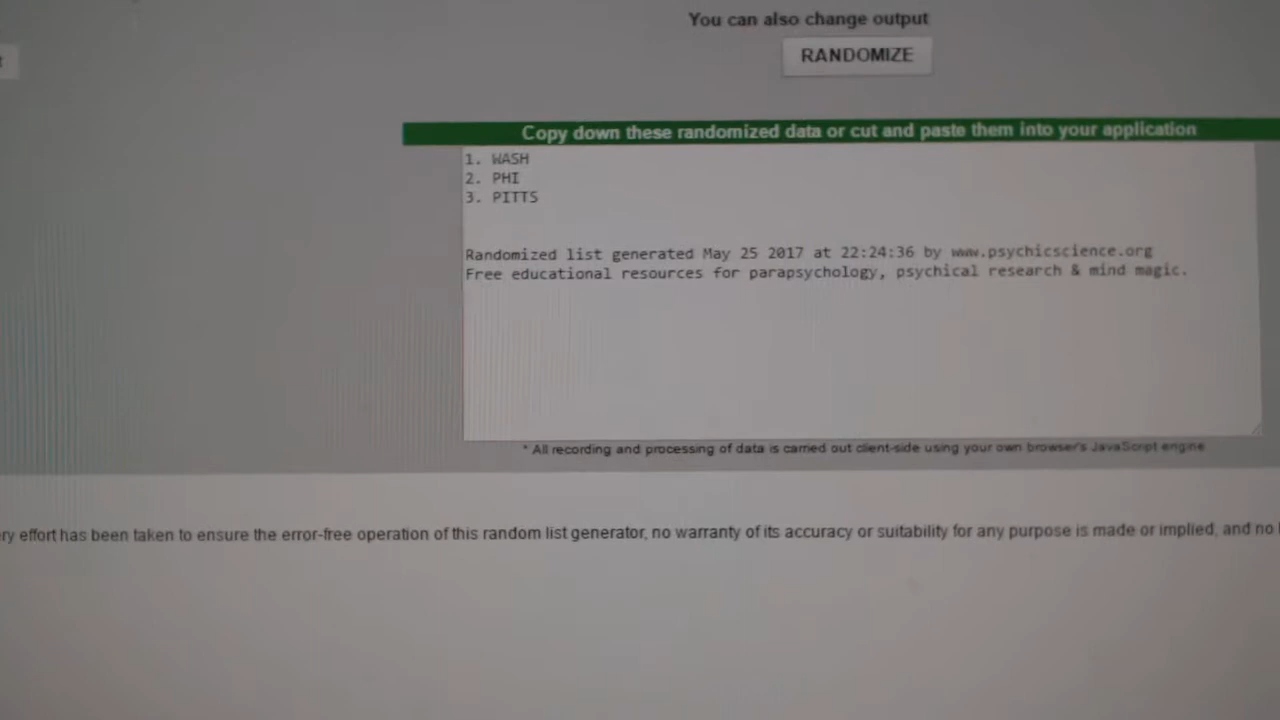 You can also change output
RANDOMIZE
Copy down these randomized data or cut and paste them into your application
1. WASH
2. PHI
3. PITTS
Randomized list generated May 25 2017 at 22:24:36 by www.psychicscience.org
Free educational resources for parapsychology, psychical research & mind magic.
* All recording and processing of data is carried out client-side using your own browser's JavaScript engine
effort has been taken to ensure the error-free operation of this random list generator, no warranty of its accuracy or suitability for any purpose is made or implied, and no